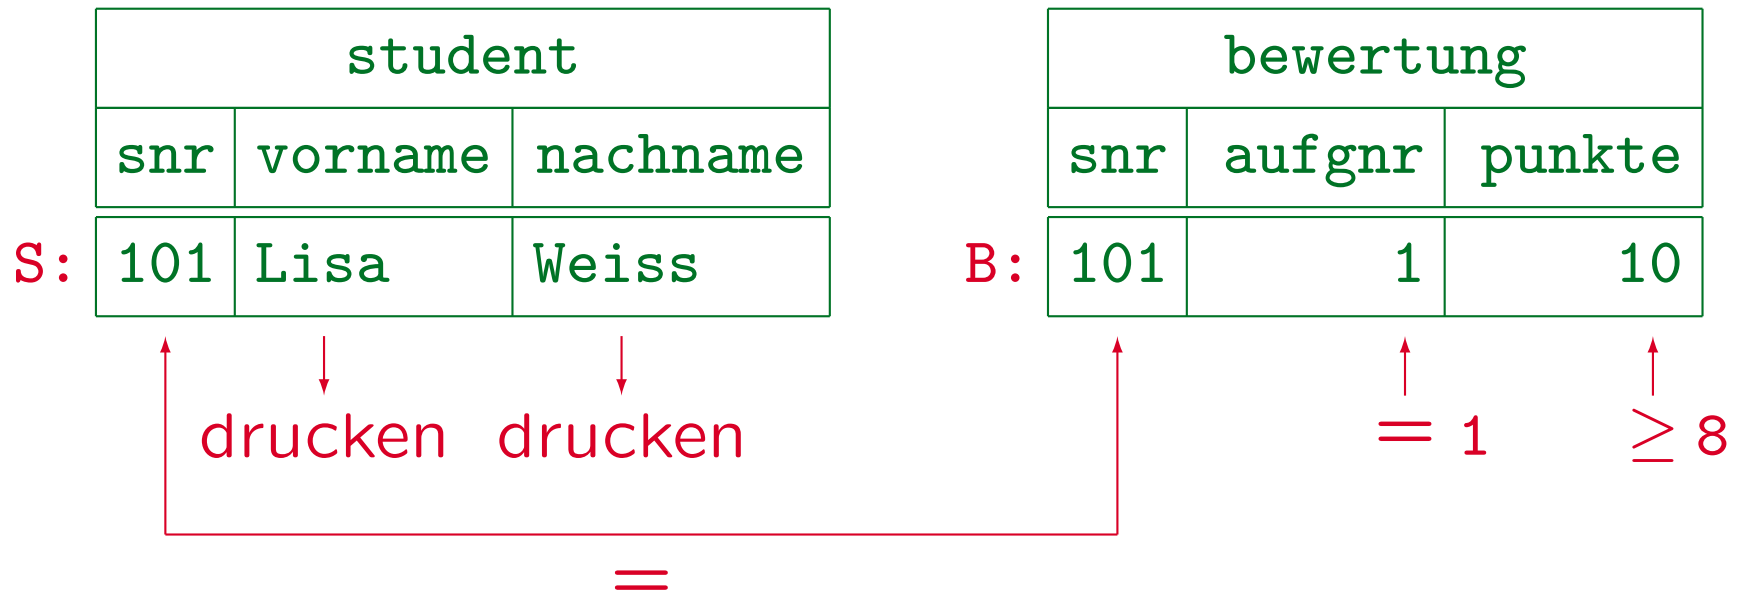 student bewertung
snr vorname nachname snr aufgnr punkte
S: 101 Lisa Weiss B: 101 1 10
drucken drucken = 1 ≥ 8
=